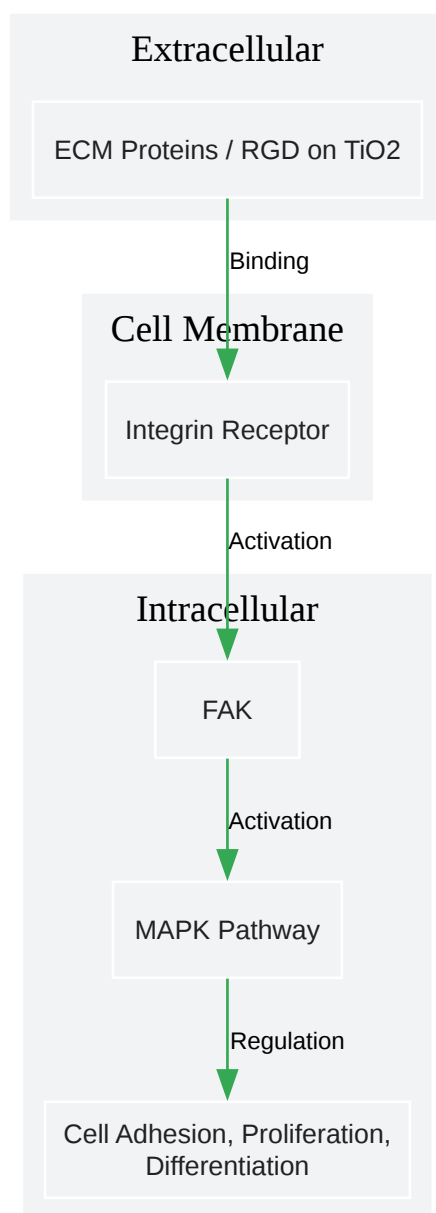 Extracellular
ECM Proteins / RGD on TiO2
Binding
Cell Membrane
Integrin Receptor
Activation
Intracellular
FAK
Activation
MAPK Pathway
Regulation
Cell Adhesion, Proliferation,
Differentiation